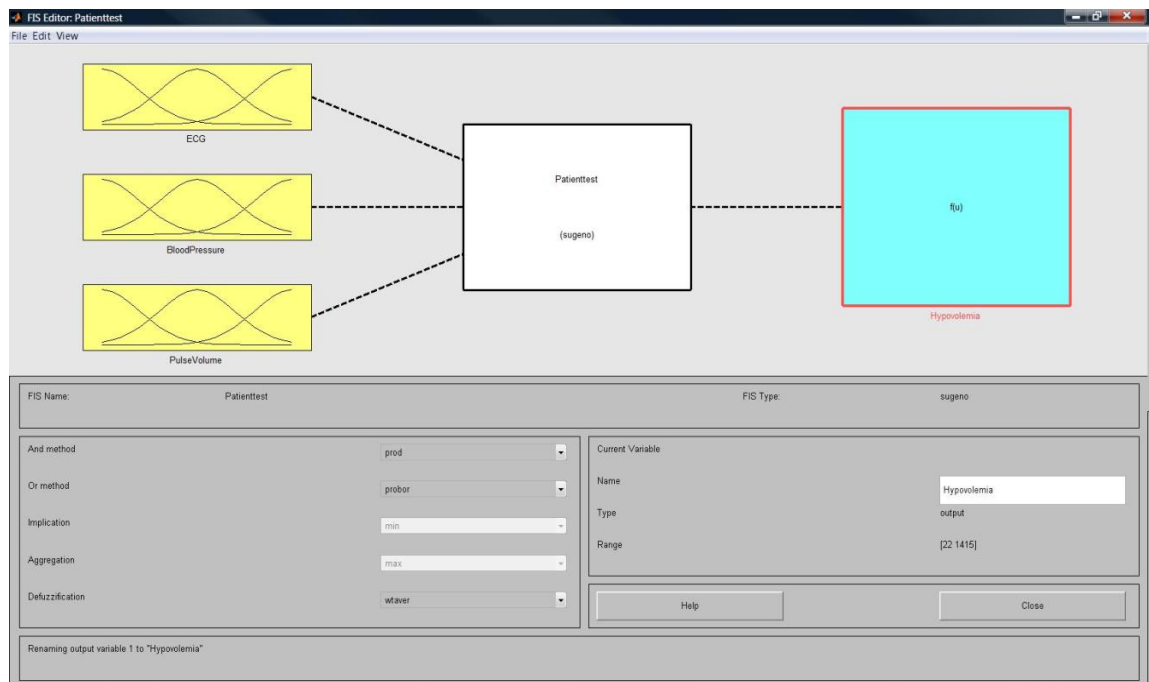 FIS Editor: Patienttest
File Edit View
ECG
BloodPressure
PulseVolume
Patienttest
(sugeno)
f(u)
Hypovolemia
FIS Name: Patienttest FIS Type: sugeno
And method prod
Or method probor
Implication min
Aggregation max
Defuzzification wtaver
Current Variable
Name Hypovolemia
Type output
Range [22 1415]
Help Close
Renaming output variable 1 to "Hypovolemia"